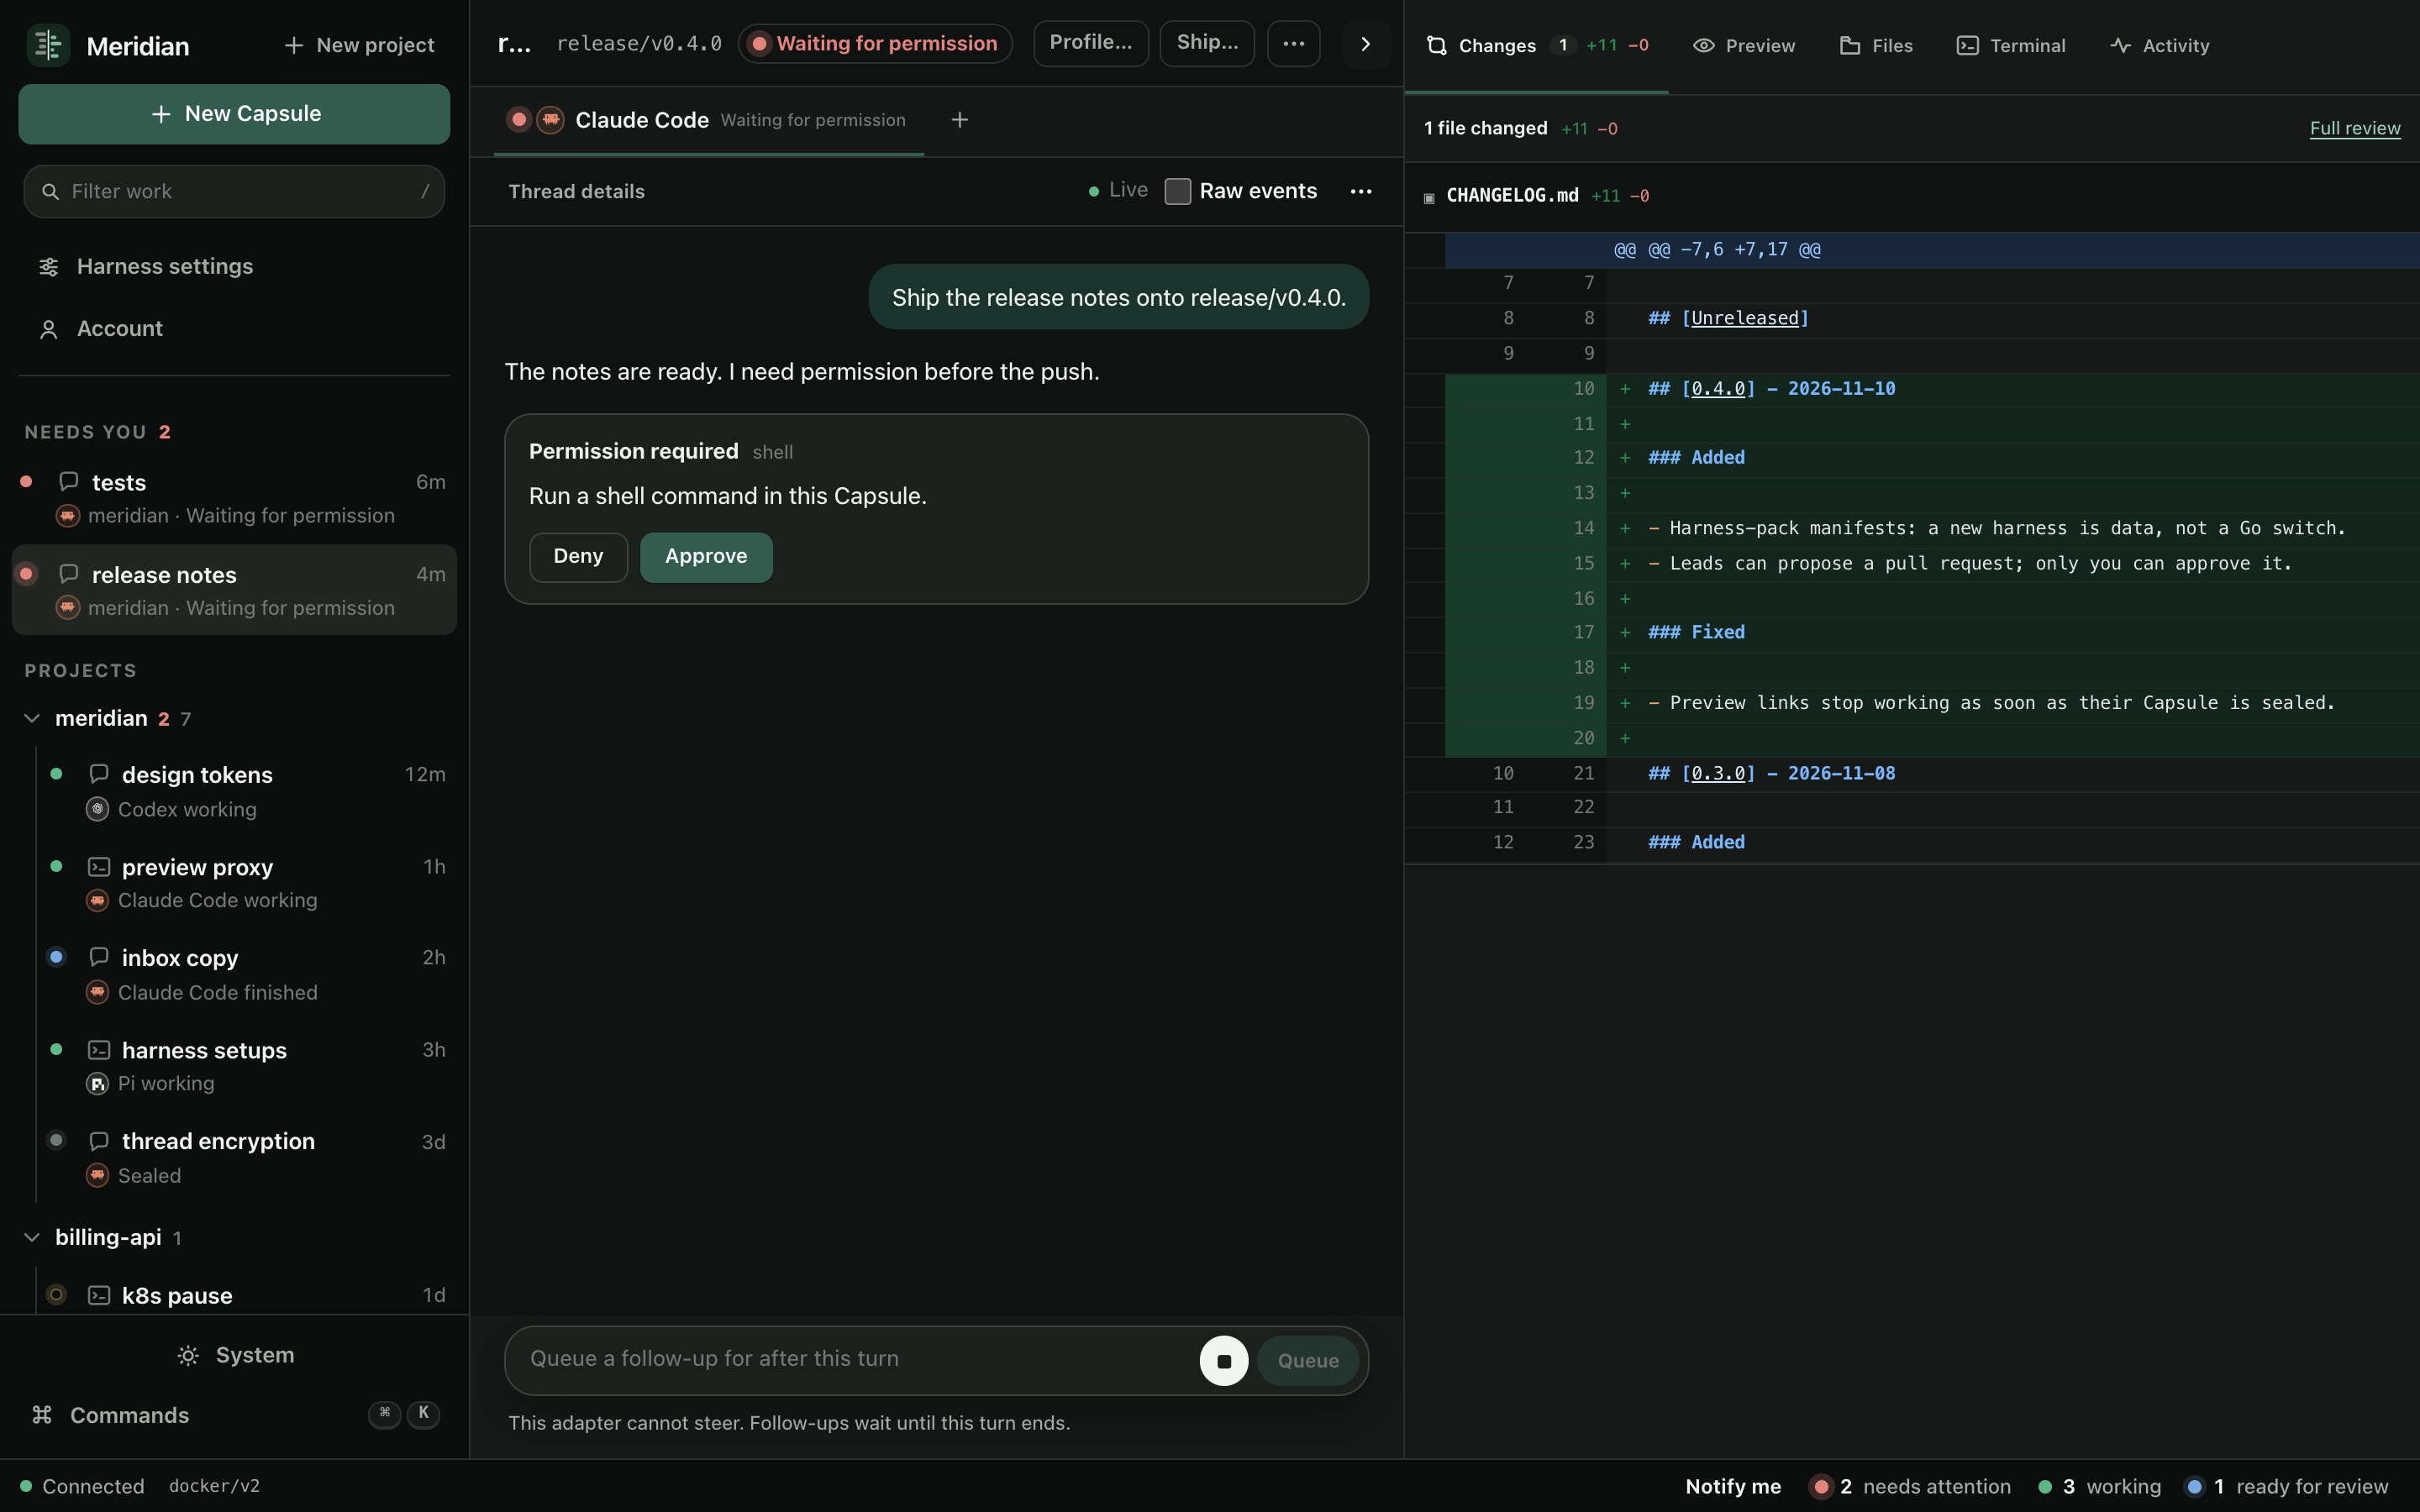 Meridian
+ New project
+ New Capsule
Filter work /
Harness settings
Account
NEEDS YOU 2
tests 6m
meridian · Waiting for permission
release notes 4m
meridian · Waiting for permission
PROJECTS
meridian 2 7
design tokens 12m
Codex working
preview proxy 1h
Claude Code working
inbox copy 2h
Claude Code finished
harness setups 3h
Pi working
thread encryption 3d
Sealed
billing-api 1
k8s pause 1d
System
⌘ Commands ⌘ K
r... release/v0.4.0 Waiting for permission Profile... Ship... ...
Claude Code Waiting for permission +
Thread details Live Raw events ...
Ship the release notes onto release/v0.4.0.
The notes are ready. I need permission before the push.
Permission required shell
Run a shell command in this Capsule.
Deny Approve
Queue a follow-up for after this turn Queue
This adapter cannot steer. Follow-ups wait until this turn ends.
Changes 1 +11 −0 Preview Files Terminal Activity
1 file changed +11 −0 Full review
CHANGELOG.md +11 −0
@@ @@ −7,6 +7,17 @@
7 7
8 8 ## [Unreleased]
9 9
10 + ## [0.4.0] − 2026−11−10
11 +
12 + ### Added
13 +
14 + − Harness−pack manifests: a new harness is data, not a Go switch.
15 + − Leads can propose a pull request; only you can approve it.
16 +
17 + ### Fixed
18 +
19 + − Preview links stop working as soon as their Capsule is sealed.
20 +
10 21 ## [0.3.0] − 2026−11−08
11 22
12 23 ### Added
Connected docker/v2
Notify me 2 needs attention 3 working 1 ready for review